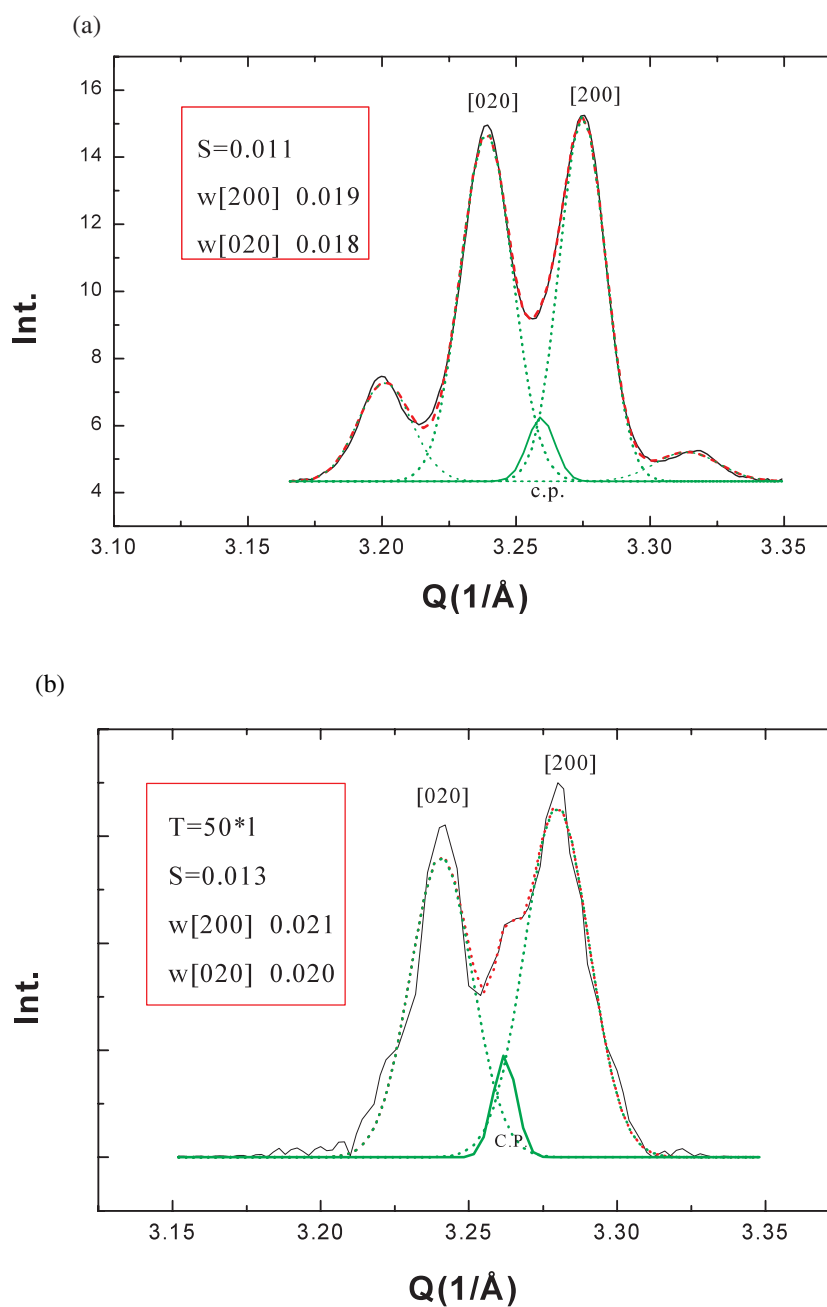 (a)
16
14
12
10
8
6
4
Int.
S=0.011
w[200] 0.019
w[020] 0.018
[020]
[200]
c.p.
3.10
3.15
3.20
3.25
3.30
3.35
Q(1/Å)
(b)
Int.
T=50*l
S=0.013
w[200] 0.021
w[020] 0.020
[020]
[200]
C.P.
3.15
3.20
3.25
3.30
3.35
Q(1/Å)